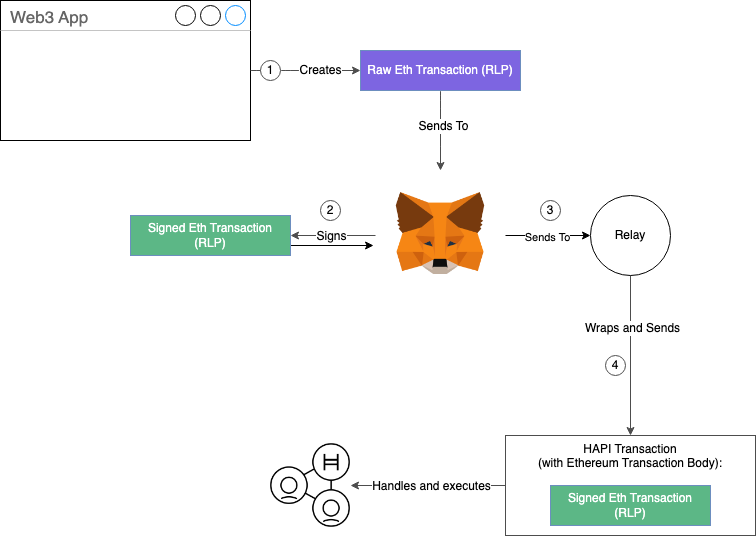 Web3 App
1
Creates
Raw Eth Transaction (RLP)
Sends To
2
Signs
Signed Eth Transaction
(RLP)
3
Sends To
Relay
Wraps and Sends
4
HAPI Transaction
(with Ethereum Transaction Body):
Signed Eth Transaction
(RLP)
Handles and executes